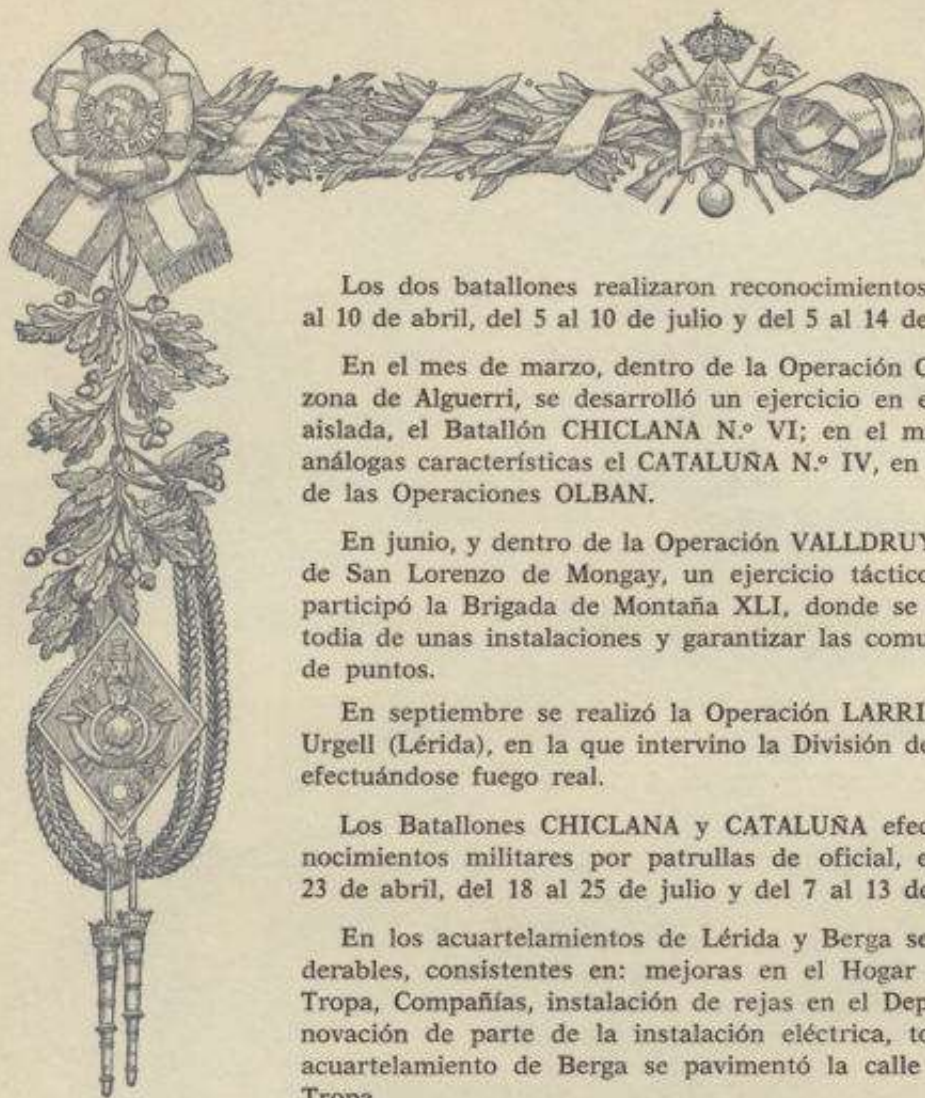 Los dos batallones realizaron reconocimientos
al 10 de abril, del 5 al 10 de julio y del 5 al 14 de
En el mes de marzo, dentro de la Operación
zona de Alguerri, se desarrolló un ejercicio en
aislada, el Batallón CHICLANA N.º VI; en el
análogas características el CATALUÑA N.º IV, en
de las Operaciones OLBAN.
En junio, y dentro de la Operación
de San Lorenzo de Mongay, un ejercicio táctico
participó la Brigada de Montaña XLI, donde se
todia de unas instalaciones y garantizar las comu
de puntos.
En septiembre se realizó la Operación
Urgell (Lérida), en la que intervino la División de
efectuándose fuego real.
Los Batallones CHICLANA y CATALUÑA efec
nocimientos militares por patrullas de oficial,
23 de abril, del 18 al 25 de julio y del 7 al 13 de
En los acuartelamientos de Lérida y Berga se
derables, consistentes en: mejoras en el Hogar
Tropa, Compañías, instalación de rejas en el Dep
novación de parte de la instalación eléctrica,
acuartelamiento de Berga se pavimentó la calle
Tropa